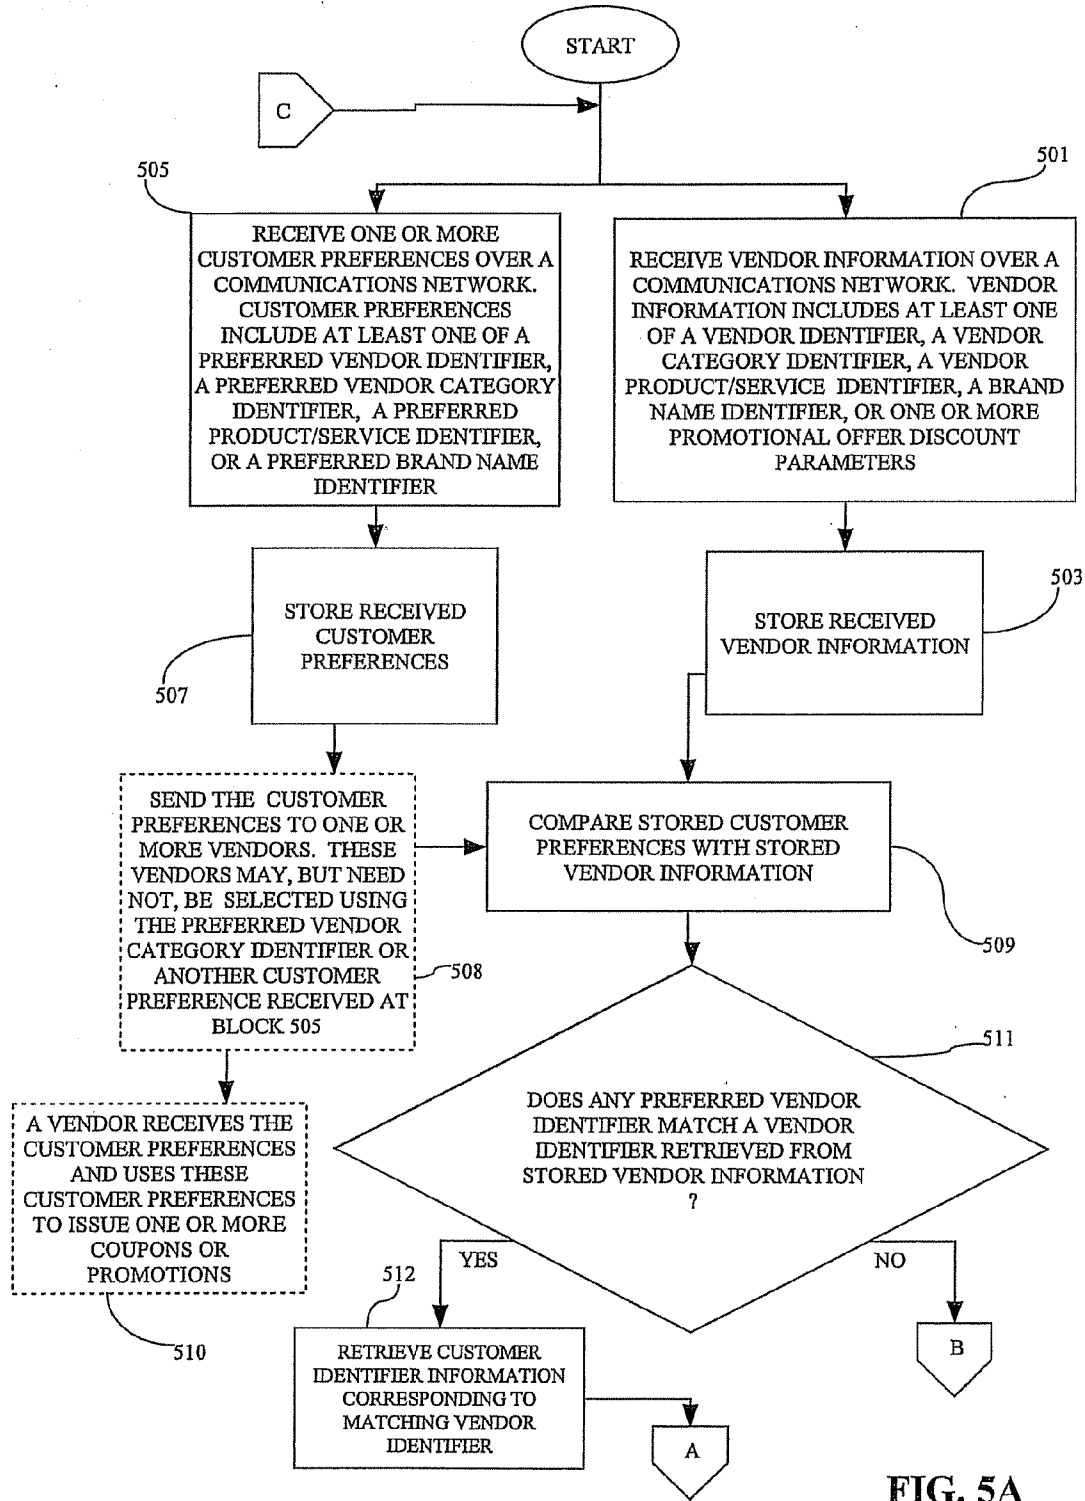 START
C
505
501
RECEIVE ONE OR MORE
CUSTOMER PREFERENCES OVER A
COMMUNICATIONS NETWORK.
CUSTOMER PREFERENCES
INCLUDE AT LEAST ONE OF A
PREFERRED VENDOR IDENTIFIER,
A PREFERRED VENDOR CATEGORY
IDENTIFIER, A PREFERRED
PRODUCT/SERVICE IDENTIFIER,
OR A PREFERRED BRAND NAME
IDENTIFIER
RECEIVE VENDOR INFORMATION OVER A
COMMUNICATIONS NETWORK. VENDOR
INFORMATION INCLUDES AT LEAST ONE
OF A VENDOR IDENTIFIER, A VENDOR
CATEGORY IDENTIFIER, A VENDOR
PRODUCT/SERVICE IDENTIFIER, A BRAND
NAME IDENTIFIER, OR ONE OR MORE
PROMOTIONAL OFFER DISCOUNT
PARAMETERS
STORE RECEIVED
CUSTOMER
PREFERENCES
507
STORE RECEIVED
VENDOR INFORMATION
503
SEND THE CUSTOMER
PREFERENCES TO ONE OR
MORE VENDORS. THESE
VENDORS MAY, BUT NEED
NOT, BE SELECTED USING
THE PREFERRED VENDOR
CATEGORY IDENTIFIER OR
ANOTHER CUSTOMER
PREFERENCE RECEIVED AT
BLOCK 505
508
COMPARE STORED CUSTOMER
PREFERENCES WITH STORED
VENDOR INFORMATION
509
A VENDOR RECEIVES THE
CUSTOMER PREFERENCES
AND USES THESE
CUSTOMER PREFERENCES
TO ISSUE ONE OR MORE
COUPONS OR
PROMOTIONS
510
511
DOES ANY PREFERRED VENDOR
IDENTIFIER MATCH A VENDOR
IDENTIFIER RETRIEVED FROM
STORED VENDOR INFORMATION
?
YES
NO
512
RETRIEVE CUSTOMER
IDENTIFIER INFORMATION
CORRESPONDING TO
MATCHING VENDOR
IDENTIFIER
B
A
FIG. 5A